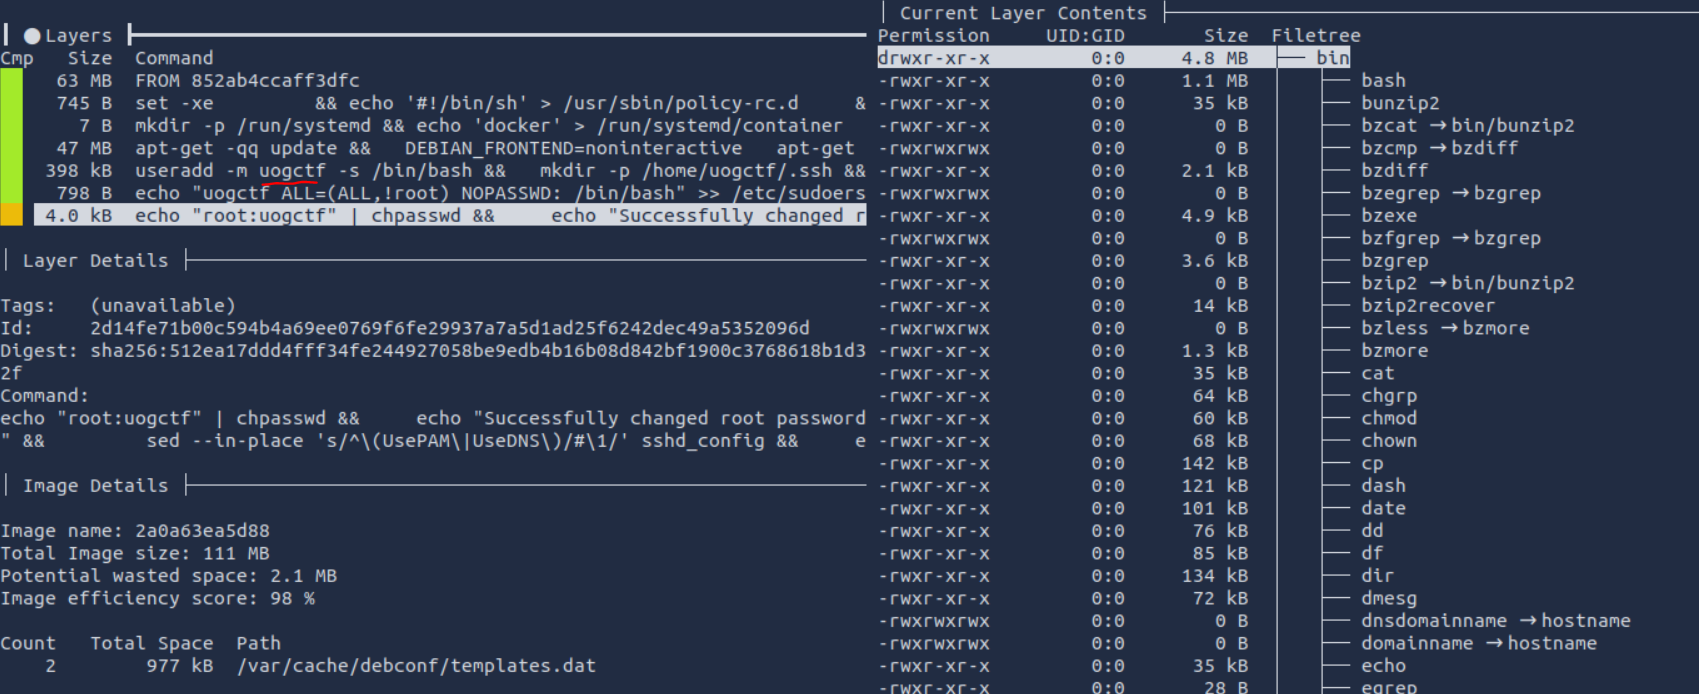 Layers
Cmp Size Command
63 MB FROM 852ab4ccaff3dfc
745 B set -xe && echo '#!/bin/sh' > /usr/sbin/policy-rc.d &
7 B mkdir -p /run/systemd && echo 'docker' > /run/systemd/container
47 MB apt-get -qq update && DEBIAN_FRONTEND=noninteractive apt-get
398 kB useradd -m uogctf -s /bin/bash && mkdir -p /home/uogctf/.ssh &&
798 B echo "uogctf ALL=(ALL,!root) NOPASSWD: /bin/bash" >> /etc/sudoers
4.0 kB echo "root:uogctf" | chpasswd && echo "Successfully changed r
Layer Details
Tags: (unavailable)
Id: 2d14fe71b00c594b4a69ee0769f6fe29937a7a5d1ad25f6242dec49a5352096d
Digest: sha256:512ea17ddd4fff34fe244927058be9edb4b16b08d842bf1900c3768618b1d3
2f
Command:
echo "root:uogctf" | chpasswd && echo "Successfully changed root password
" && sed --in-place 's/^\(UsePAM\|UseDNS\)/#\1/' sshd_config && e
Image Details
Image name: 2a0a63ea5d88
Total Image size: 111 MB
Potential wasted space: 2.1 MB
Image efficiency score: 98 %
Count Total Space Path
2 977 kB /var/cache/debconf/templates.dat
Current Layer Contents
Permission UID:GID Size Filetree
drwxr-xr-x 0:0 4.8 MB bin
-rwxr-xr-x 0:0 1.1 MB bash
-rwxr-xr-x 0:0 35 kB bunzip2
-rwxr-xr-x 0:0 0 B bzcat → bin/bunzip2
-rwxrwxrwx 0:0 0 B bzcmp → bzdiff
-rwxr-xr-x 0:0 2.1 kB bzdiff
-rwxrwxrwx 0:0 0 B bzegrep → bzgrep
-rwxr-xr-x 0:0 4.9 kB bzexe
-rwxrwxrwx 0:0 0 B bzfgrep → bzgrep
-rwxr-xr-x 0:0 3.6 kB bzgrep
-rwxrwxrwx 0:0 0 B bzip2 → bin/bunzip2
-rwxr-xr-x 0:0 14 kB bzip2recover
-rwxrwxrwx 0:0 0 B bzless → bzmore
-rwxr-xr-x 0:0 1.3 kB bzmore
-rwxr-xr-x 0:0 35 kB cat
-rwxr-xr-x 0:0 64 kB chgrp
-rwxr-xr-x 0:0 60 kB chmod
-rwxr-xr-x 0:0 68 kB chown
-rwxr-xr-x 0:0 142 kB cp
-rwxr-xr-x 0:0 121 kB dash
-rwxr-xr-x 0:0 101 kB date
-rwxr-xr-x 0:0 76 kB dd
-rwxr-xr-x 0:0 85 kB df
-rwxr-xr-x 0:0 134 kB dir
-rwxr-xr-x 0:0 72 kB dmesg
-rwxrwxrwx 0:0 0 B dnsdomainname → hostname
-rwxrwxrwx 0:0 0 B domainname → hostname
-rwxr-xr-x 0:0 35 kB echo
-rwxr-xr-x 0:0 28 B egrep